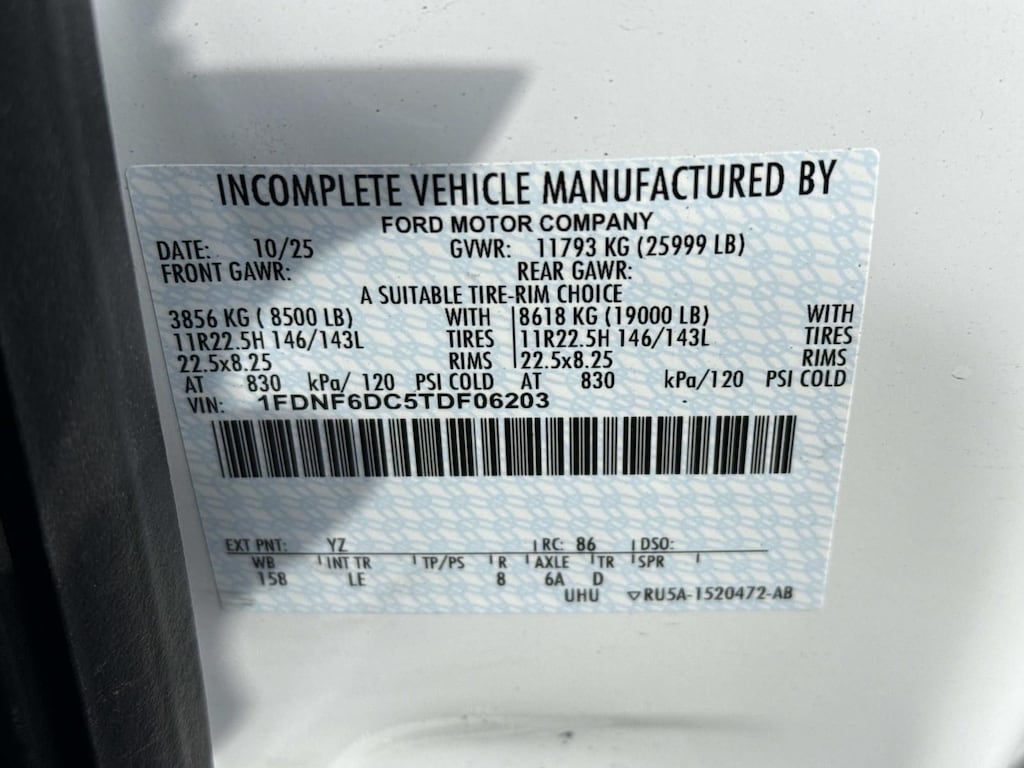 INCOMPLETE VEHICLE MANUFACTURED BY
FORD MOTOR COMPANY
DATE: 10/25 GVWR: 11793 KG (25999 LB)
FRONT GAWR: REAR GAWR:
A SUITABLE TIRE-RIM CHOICE
3856 KG ( 8500 LB) WITH 8618 KG (19000 LB) WITH
11R22.5H 146/143L TIRES 11R22.5H 146/143L TIRES
22.5x8.25 RIMS 22.5x8.25 RIMS
AT 830 kPa/ 120 PSI COLD AT 830 kPa/120 PSI COLD
VIN: 1FDNF6DC5TDF06203
EXT PNT: YZ RC: 86 DSO:
WB INT TR TP/PS R AXLE TR SPR
158 LE 8 6A D
UHU ▽RU5A-1520472-AB